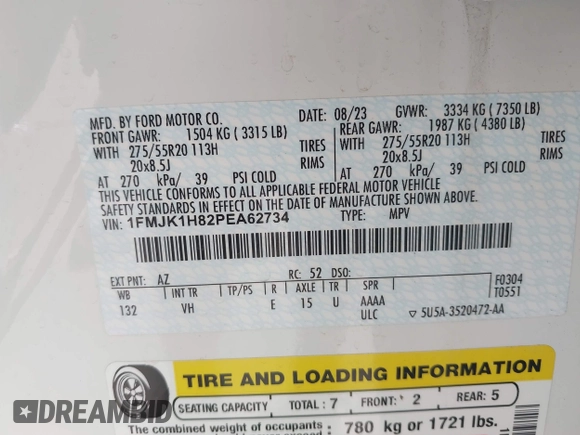 MFD. BY FORD MOTOR CO.
DATE: 08/23 GVWR: 3334 KG ( 7350 LB)
FRONT GAWR: 1504 KG ( 3315 LB) REAR GAWR: 1987 KG ( 4380 LB)
WITH 275/55R20 113H TIRES WITH 275/55R20 113H TIRES
20x8.5J RIMS 20x8.5J RIMS
AT 270 kPa/ 39 PSI COLD AT 270 kPa/ 39 PSI COLD
THIS VEHICLE CONFORMS TO ALL APPLICABLE FEDERAL MOTOR VEHICLE
SAFETY STANDARDS IN EFFECT ON THE DATE OF MANUFACTURE SHOWN ABOVE.
VIN: 1FMJK1H82PEA62734 TYPE: MPV
EXT PNT: AZ RC: 52 DSO: F0304
WB INT TR TP/PS R AXLE TR SPR T0551
132 VH E 15 U AAAA
ULC ▽ 5U5A-3520472-AA
TIRE AND LOADING INFORMATION
SEATING CAPACITY TOTAL : 7 FRONT: 2 REAR: 5
The combined weight of occupants 780 kg or 1721 lbs.
DREAMBID